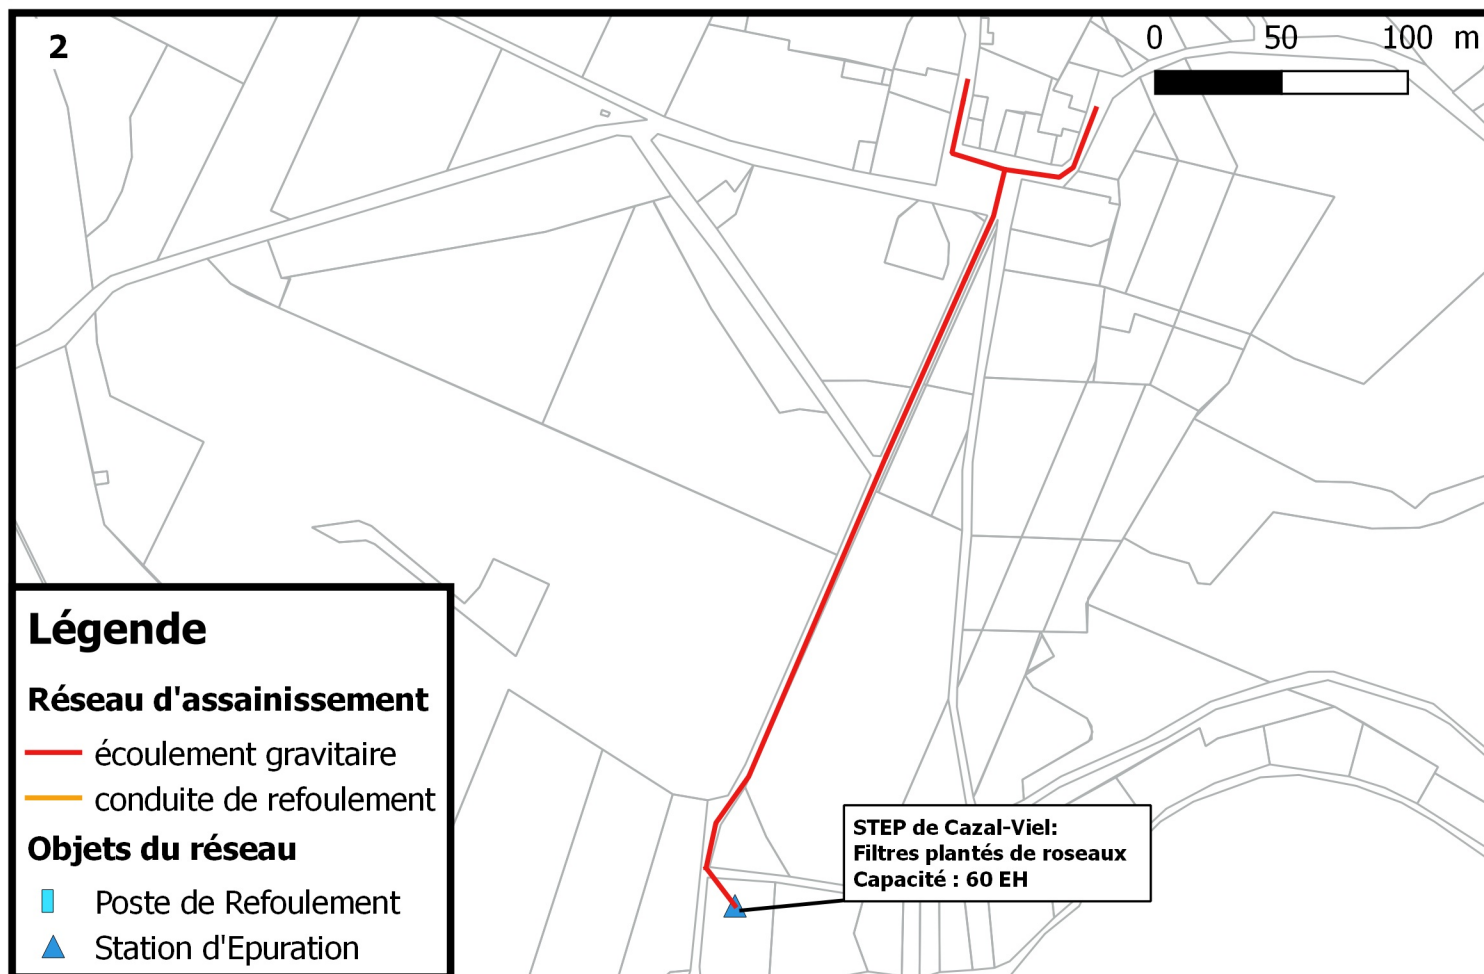 2
0 50 100 m
STEP de Cazal-Viel:
Filtres plantés de roseaux
Capacité : 60 EH
Légende
Réseau d'assainissement
écoulement gravitaire
conduite de refoulement
Objets du réseau
Poste de Refoulement
Station d'Epuration